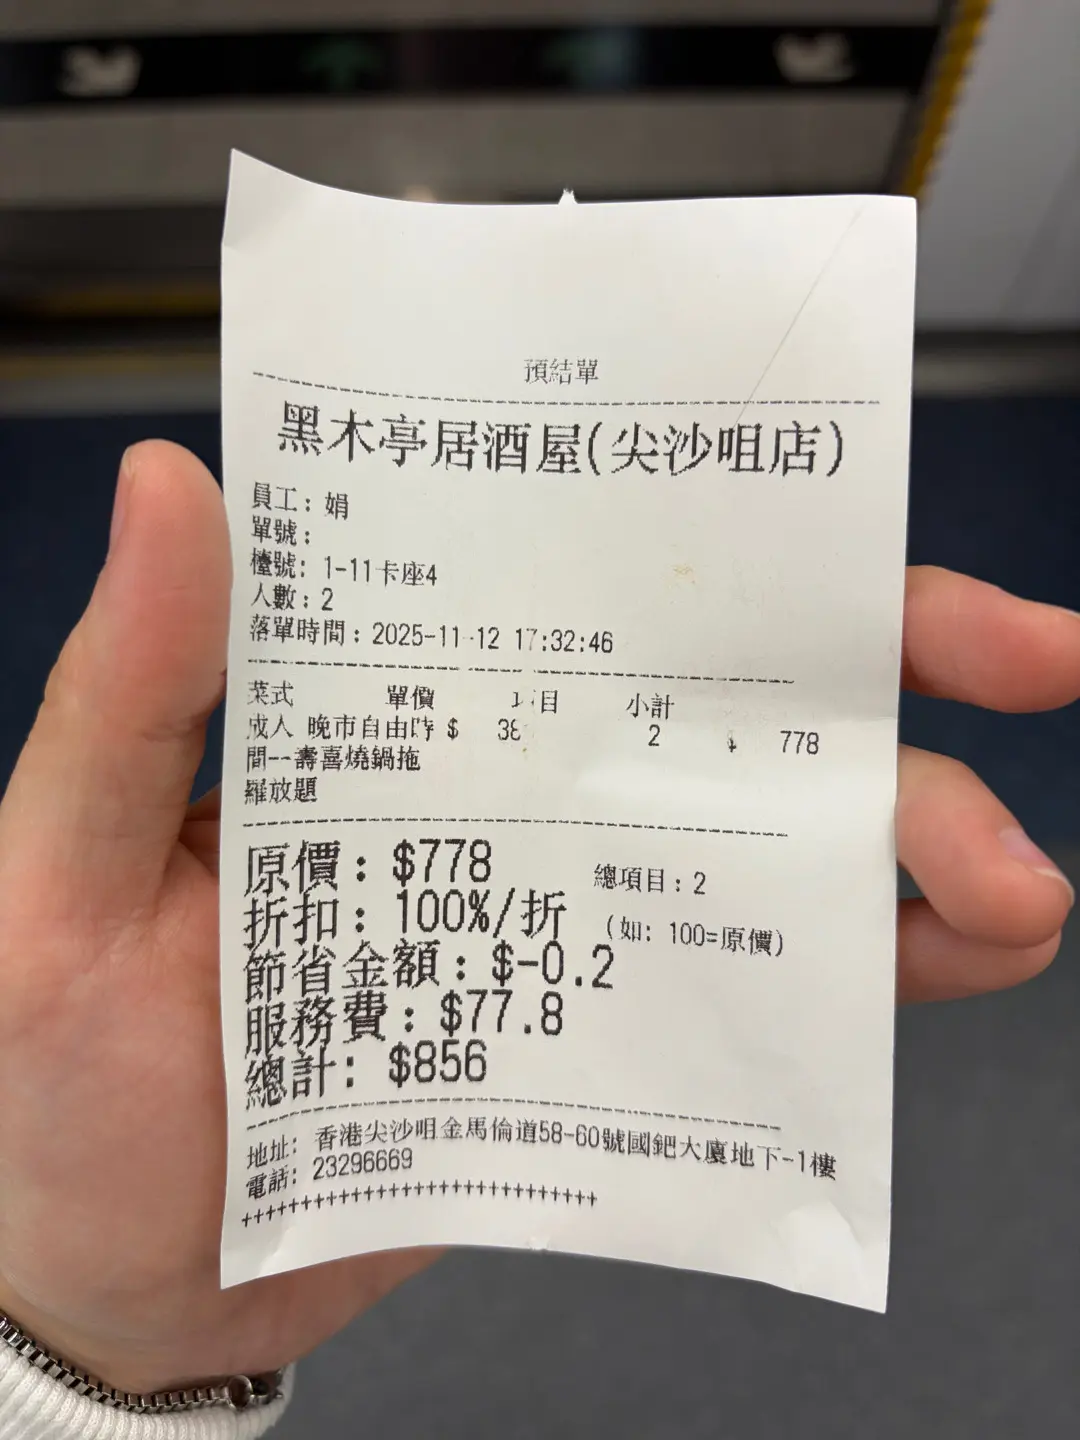 預結單
黑木亭居酒屋(尖沙咀店)
員工: 娟
單號:
檯號: 1-11卡座4
人數: 2
落單時間: 2025-11-12 17:32:46
菜式 單價 項目 小計
成人 晚市自由時 $ 38 2 $ 778
間--壽喜燒鍋拖
羅放題
原價: $778 總項目: 2
折扣: 100%/折 (如: 100=原價)
節省金額: $-0.2
服務費: $77.8
總計: $856
地址: 香港尖沙咀金馬倫道58-60號國鈀大廈地下-1樓
電話: 23296669
++++++++++++++++++++++++++++